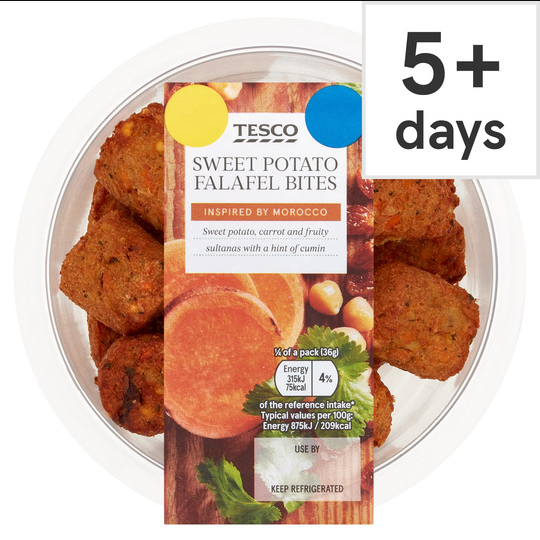 5+
days
TESCO
SWEET POTATO
FALAFEL BITES
INSPIRED BY MOROCCO
Sweet potato, carrot and fruity
sultanas with a hint of cumin
¼ of a pack (36g)
Energy
315kJ
75kcal
4%
of the reference intake*
Typical values per 100g:
Energy 875kJ / 209kcal
USE BY
KEEP REFRIGERATED